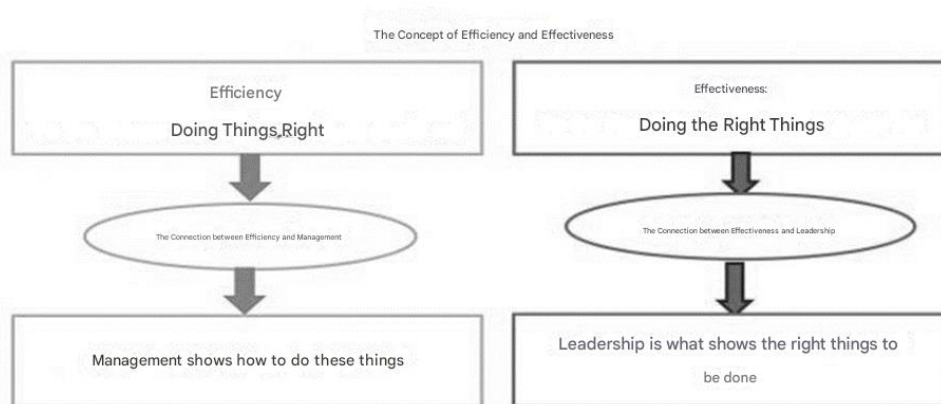 The Concept of Efficiency and Effectiveness
Efficiency
Doing Things Right
Effectiveness:
Doing the Right Things
The Connection between Efficiency and Management
The Connection between Effectiveness and Leadership
Management shows how to do these things
Leadership is what shows the right things to
be done